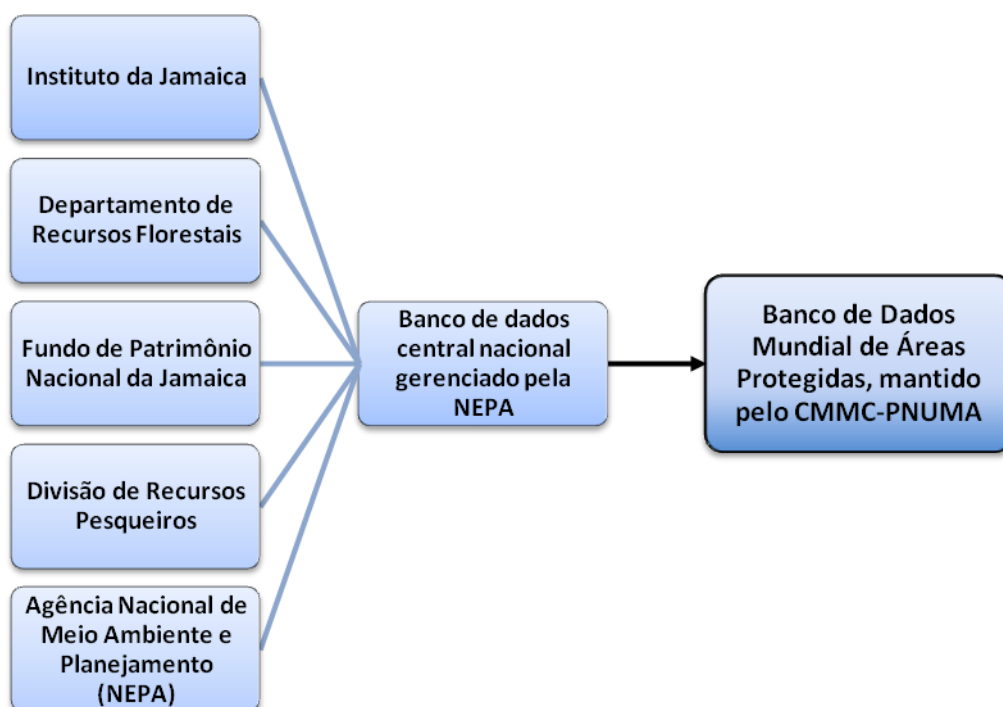 Instituto da Jamaica
Departamento de
Recursos Florestais
Fundo de Patrimônio
Nacional da Jamaica
Divisão de Recursos
Pesqueiros
Agência Nacional de
Meio Ambiente e
Planejamento
(NEPA)
Banco de dados
central nacional
gerenciado pela
NEPA
Banco de Dados
Mundial de Áreas
Protegidas, mantido
pelo CMMC-PNUMA